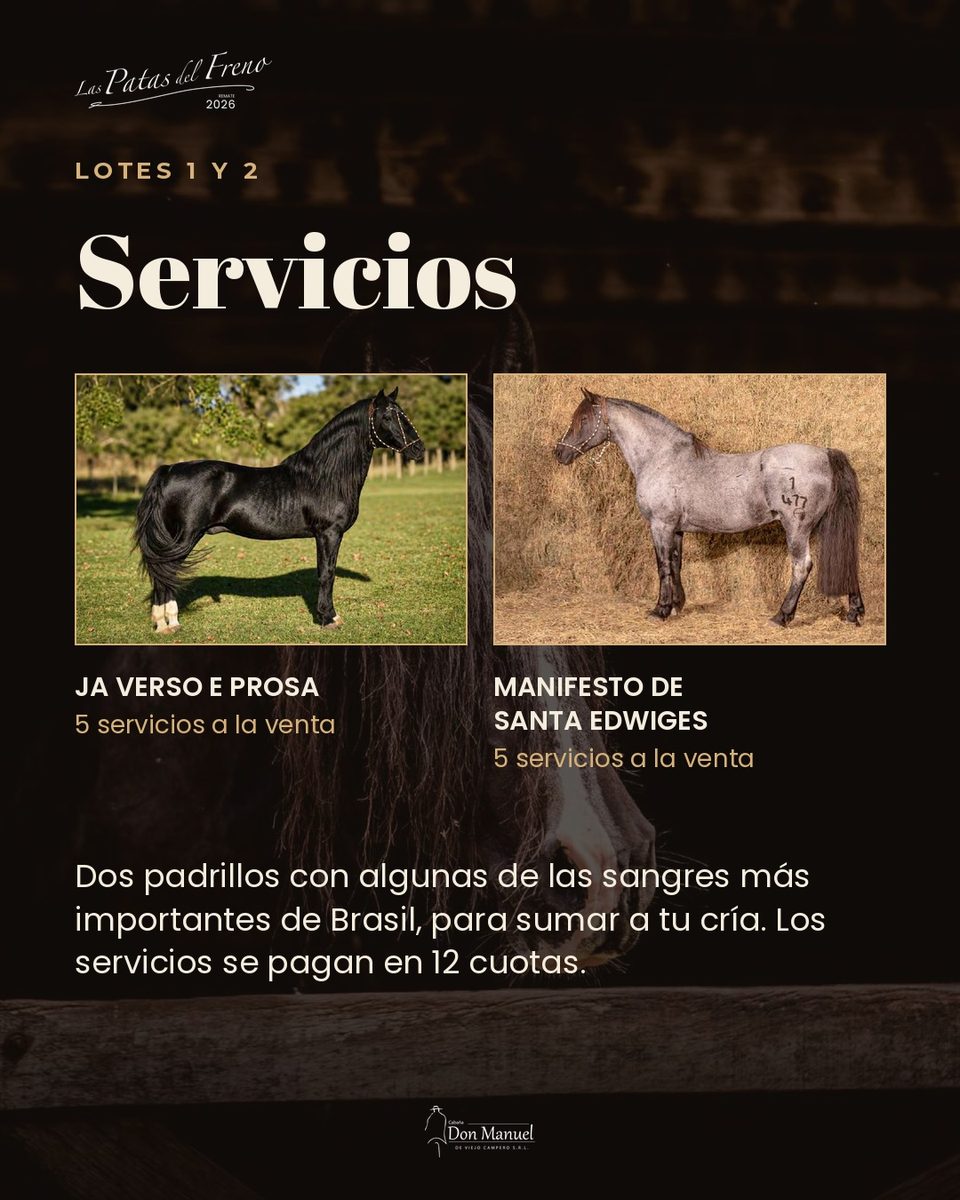 Las Patas del Freno
REMATE
2026
LOTES 1 Y 2
Servicios
1
477
JA VERSO E PROSA
5 servicios a la venta
MANIFESTO DE
SANTA EDWIGES
5 servicios a la venta
Dos padrillos con algunas de las sangres más
importantes de Brasil, para sumar a tu cría. Los
servicios se pagan en 12 cuotas.
Cabaña
Don Manuel
DE VIEJO CAMPERO S.R.L.